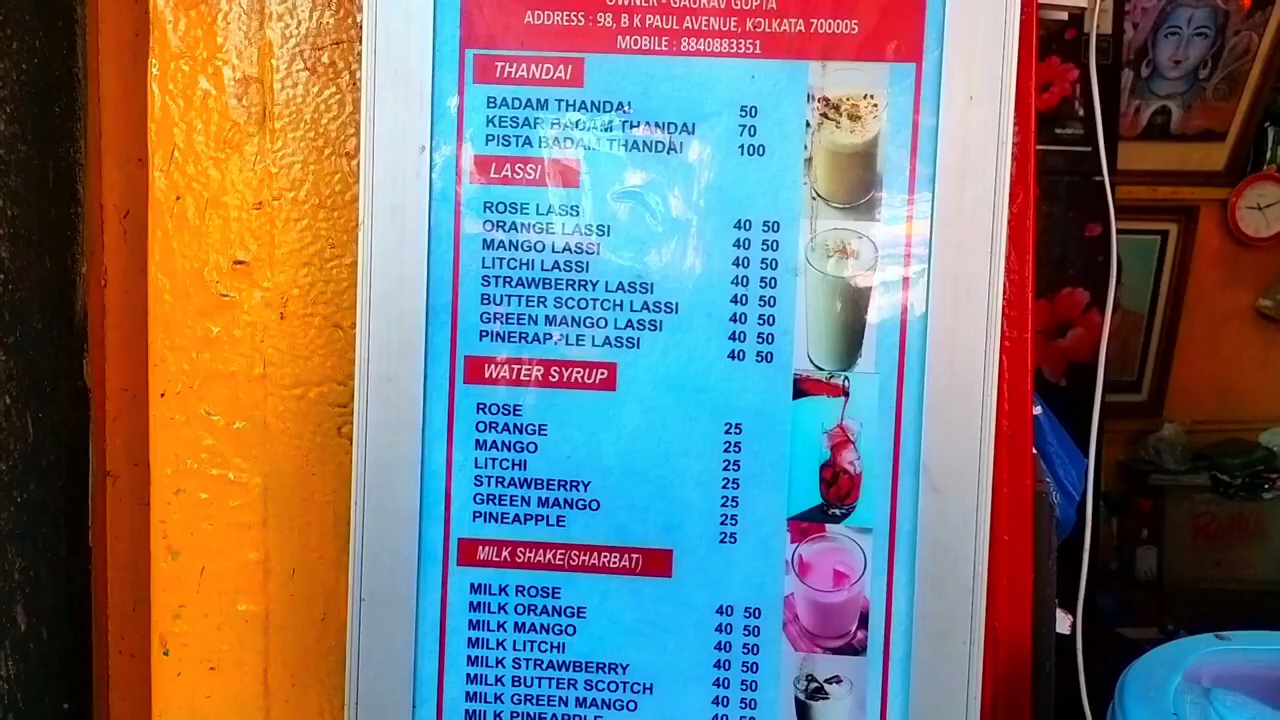 OWNER - GAURAV GUPTA
ADDRESS : 98, B K PAUL AVENUE, KOLKATA 700005
MOBILE : 8840883351
THANDAI
BADAM THANDAI 50
KESAR BADAM THANDAI 70
PISTA BADAM THANDAI 100
LASSI
ROSE LASSI 40 50
ORANGE LASSI 40 50
MANGO LASSI 40 50
LITCHI LASSI 40 50
STRAWBERRY LASSI 40 50
BUTTER SCOTCH LASSI 40 50
GREEN MANGO LASSI 40 50
PINERAPPLE LASSI 40 50
WATER SYRUP
ROSE 25
ORANGE 25
MANGO 25
LITCHI 25
STRAWBERRY 25
GREEN MANGO 25
PINEAPPLE 25
MILK SHAKE(SHARBAT)
MILK ROSE 40 50
MILK ORANGE 40 50
MILK MANGO 40 50
MILK LITCHI 40 50
MILK STRAWBERRY 40 50
MILK BUTTER SCOTCH 40 50
MILK GREEN MANGO 40 50
MILK PINEAPPLE